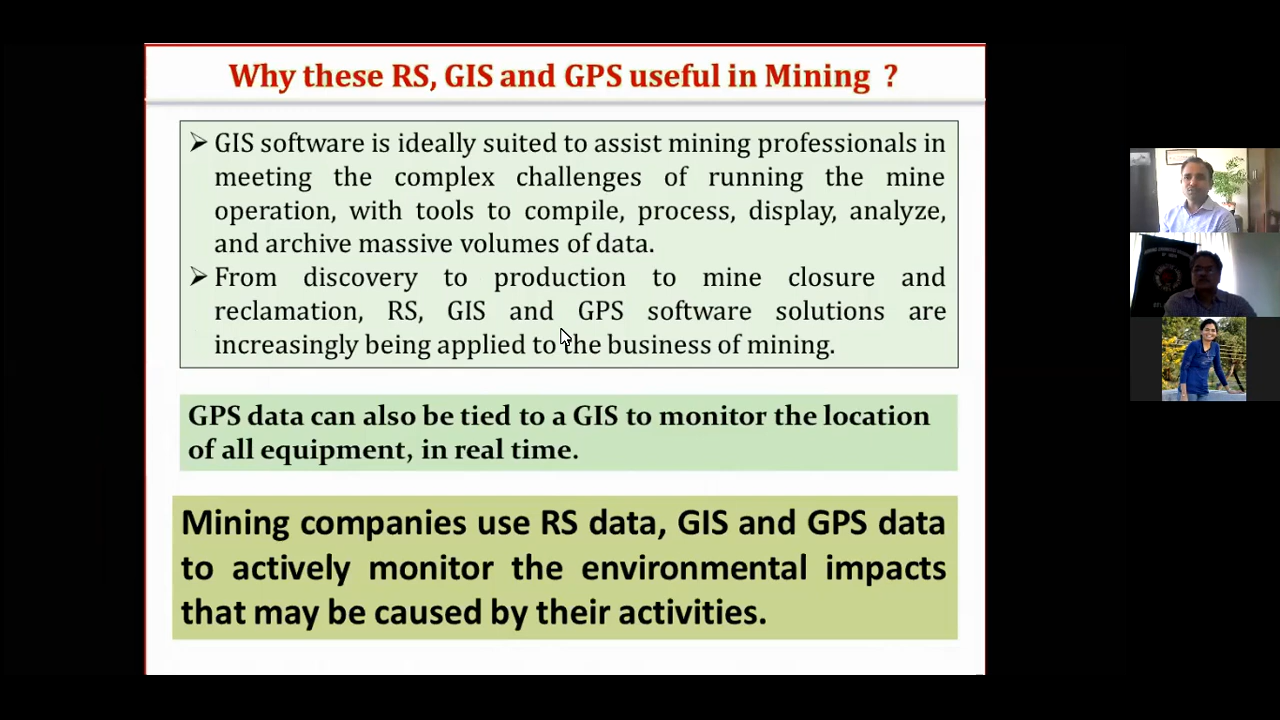 Why these RS, GIS and GPS useful in Mining ?
➢ GIS software is ideally suited to assist mining professionals in
meeting the complex challenges of running the mine
operation, with tools to compile, process, display, analyze,
and archive massive volumes of data.
➢ From discovery to production to mine closure and
reclamation, RS, GIS and GPS software solutions are
increasingly being applied to the business of mining.
GPS data can also be tied to a GIS to monitor the location
of all equipment, in real time.
Mining companies use RS data, GIS and GPS data
to actively monitor the environmental impacts
that may be caused by their activities.